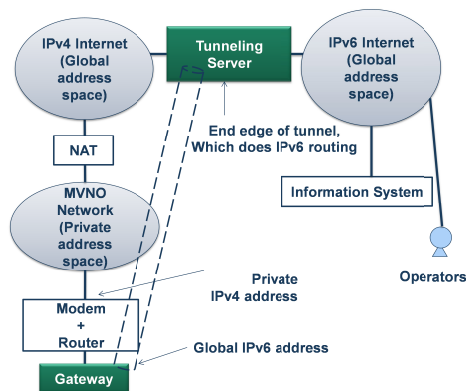 IPv4 Internet
(Global
address
space)
Tunneling
Server
IPv6 Internet
(Global
address
space)
End edge of tunnel,
Which does IPv6 routing
NAT
Information System
MVNO
Network
(Private
address
space)
Operators
Private
IPv4 address
Modem
+
Router
Global IPv6 address
Gateway